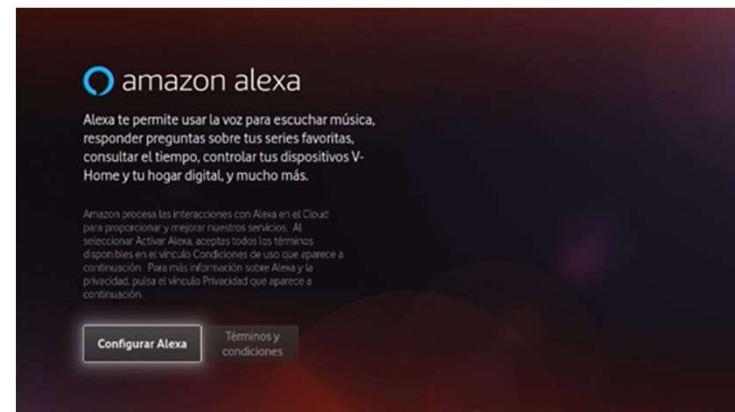 amazon alexa
Alexa te permite usar la voz para escuchar música,
responder preguntas sobre tus series favoritas,
consultar el tiempo, controlar tus dispositivos V-
Home y tu hogar digital, y mucho más.
Amazon procesa las interacciones con Alexa en el Cloud
para proporcionar y mejorar nuestros servicios. Al
seleccionar Activar Alexa, aceptas todos los términos
disponibles en el vínculo Condiciones de uso que aparece a
continuación. Para más información sobre Alexa y la
privacidad, pulsa el vínculo Privacidad que aparece a
continuación.
Configurar Alexa
Términos y
condiciones